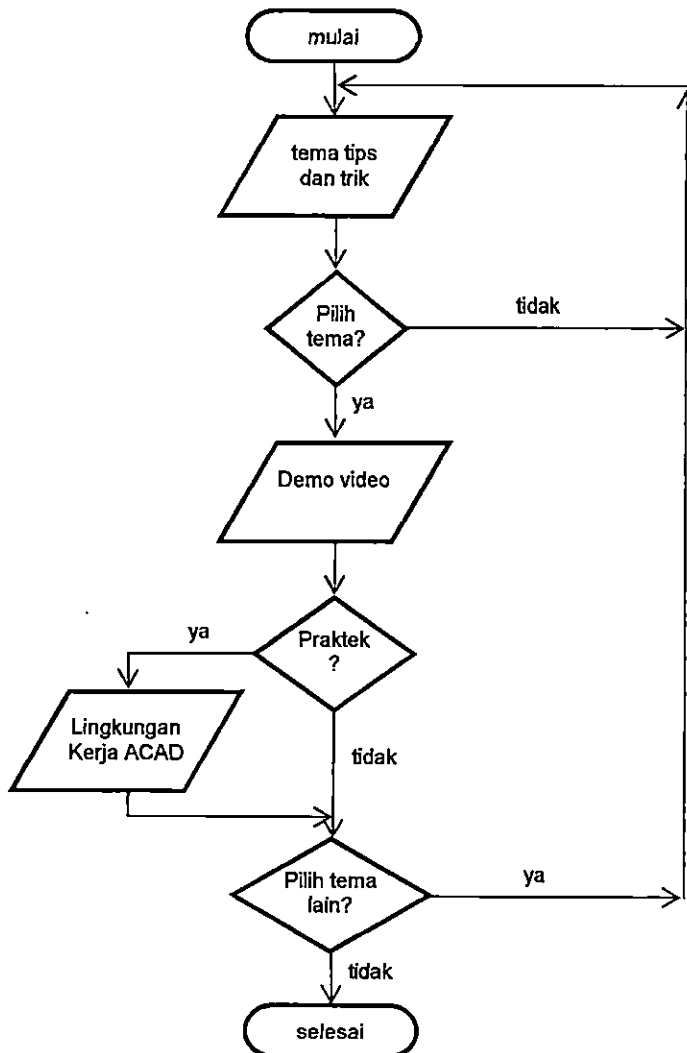 mulai
tema tips
dan trik
Pilih
tema?
tidak
ya
Demo video
Praktek
?
ya
Lingkungan
Kerja ACAD
tidak
Pilih tema
lain?
ya
tidak
selesai